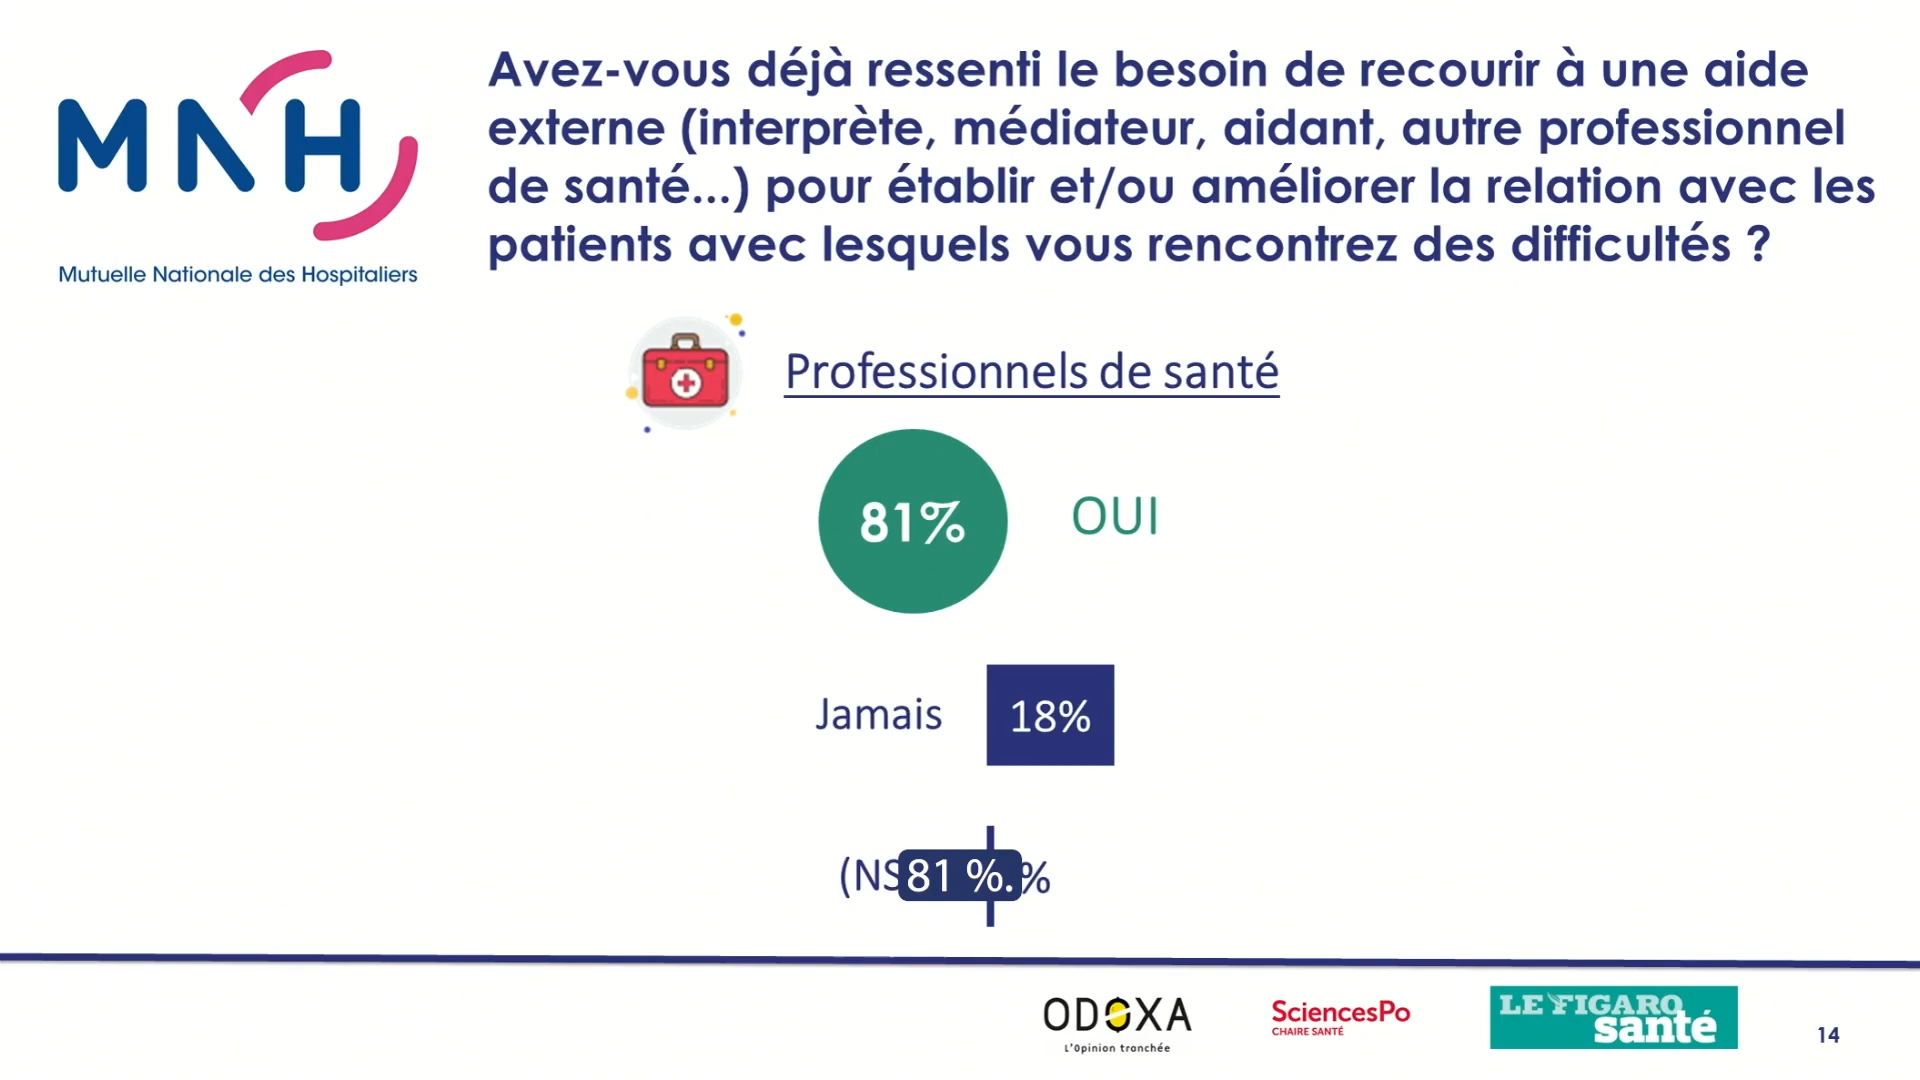 MNH
Mutuelle Nationale des Hospitaliers
Avez-vous déjà ressenti le besoin de recourir à une aide
externe (interprète, médiateur, aidant, autre professionnel
de santé...) pour établir et/ou améliorer la relation avec les
patients avec lesquels vous rencontrez des difficultés ?
Professionnels de santé
81% OUI
Jamais 18%
(NS
%
81 %.
ODOXA
L'Opinion tranchée
SciencesPo
CHAIRE SANTÉ
LE FIGARO
santé
14